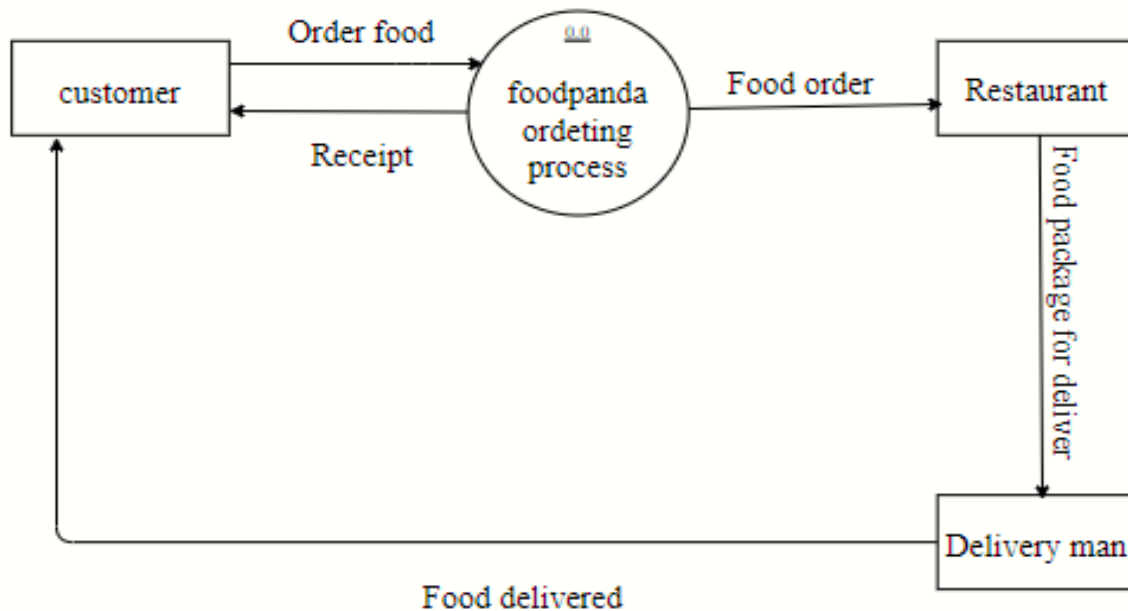 Order food
0.0
customer
foodpanda
ordeting
process
Food order
Restaurant
Receipt
Food package for deliver
Delivery man
Food delivered